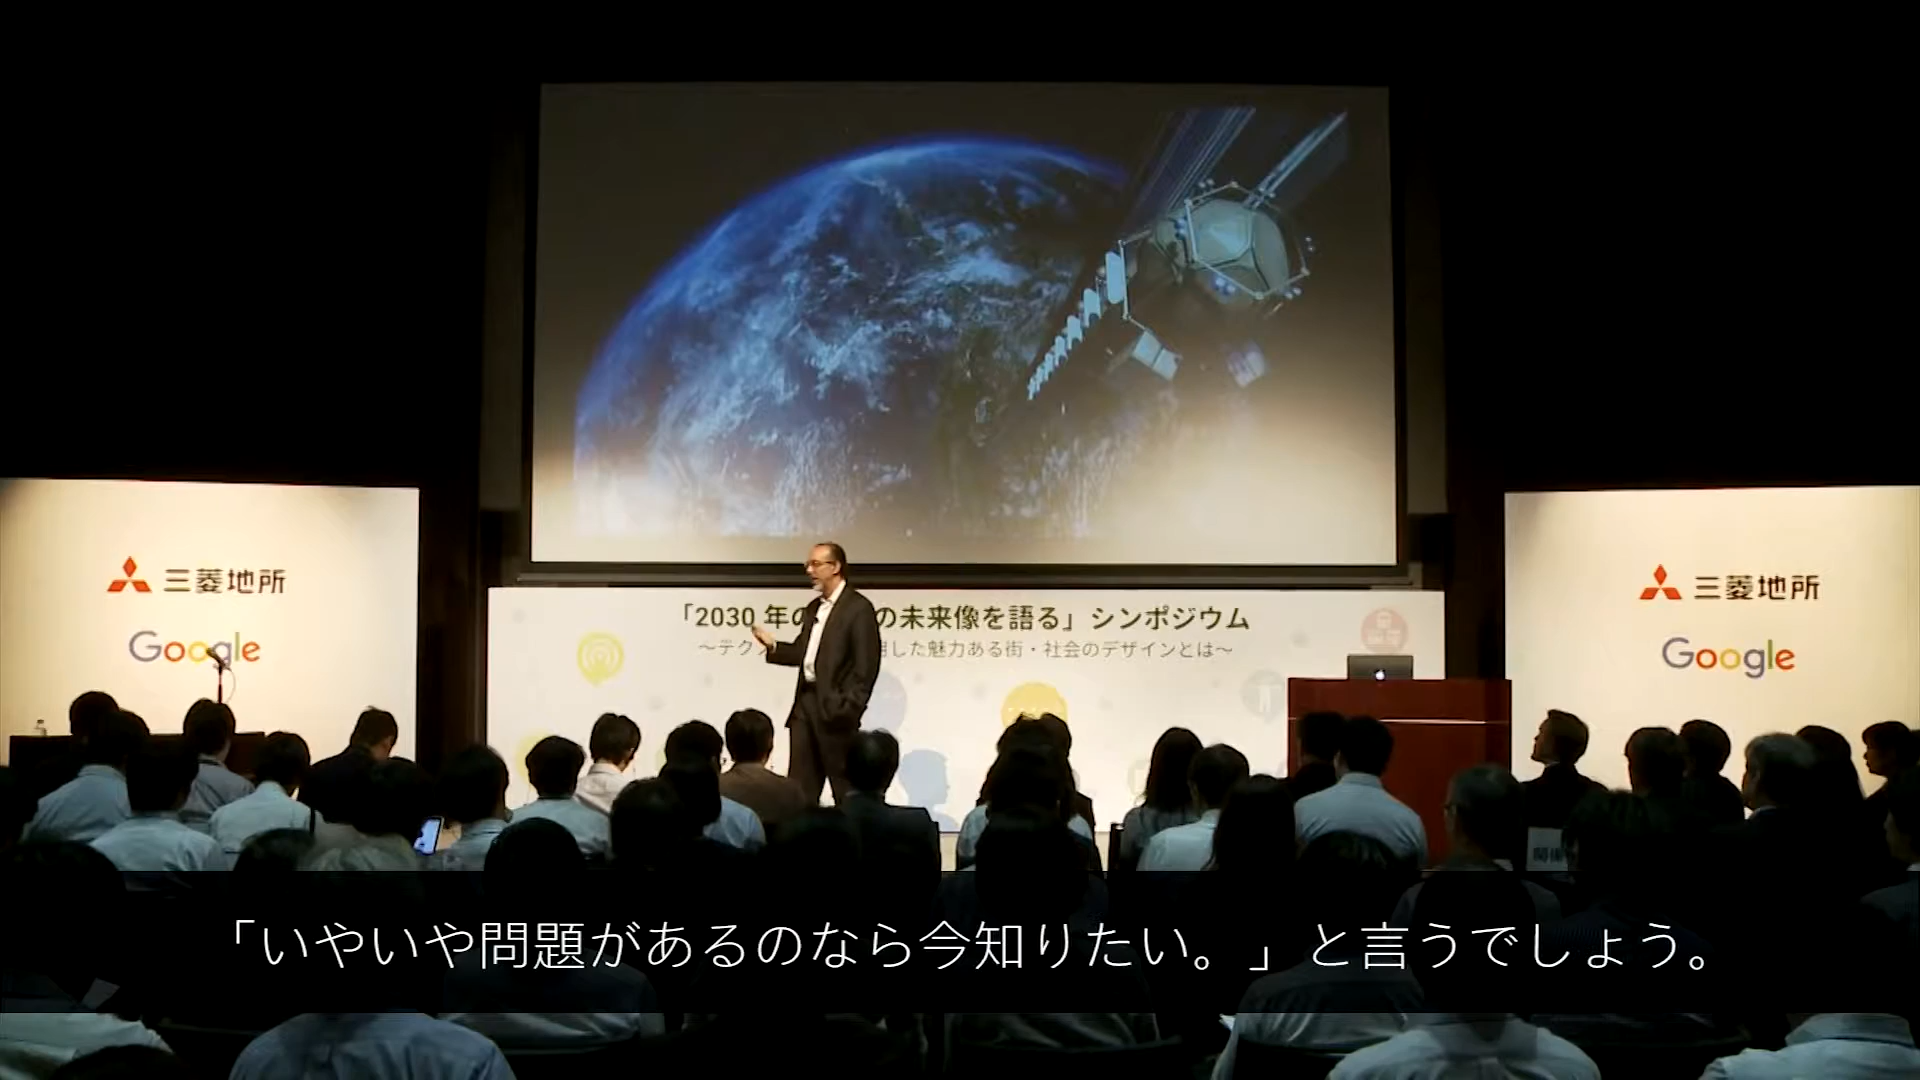 三菱地所
Google
「2030 年の の未来像を語る」シンポジウム
～テク した魅力ある街・社会のデザインとは～
三菱地所
Google
「いやいや問題があるのなら今知りたい。」と言うでしょう。